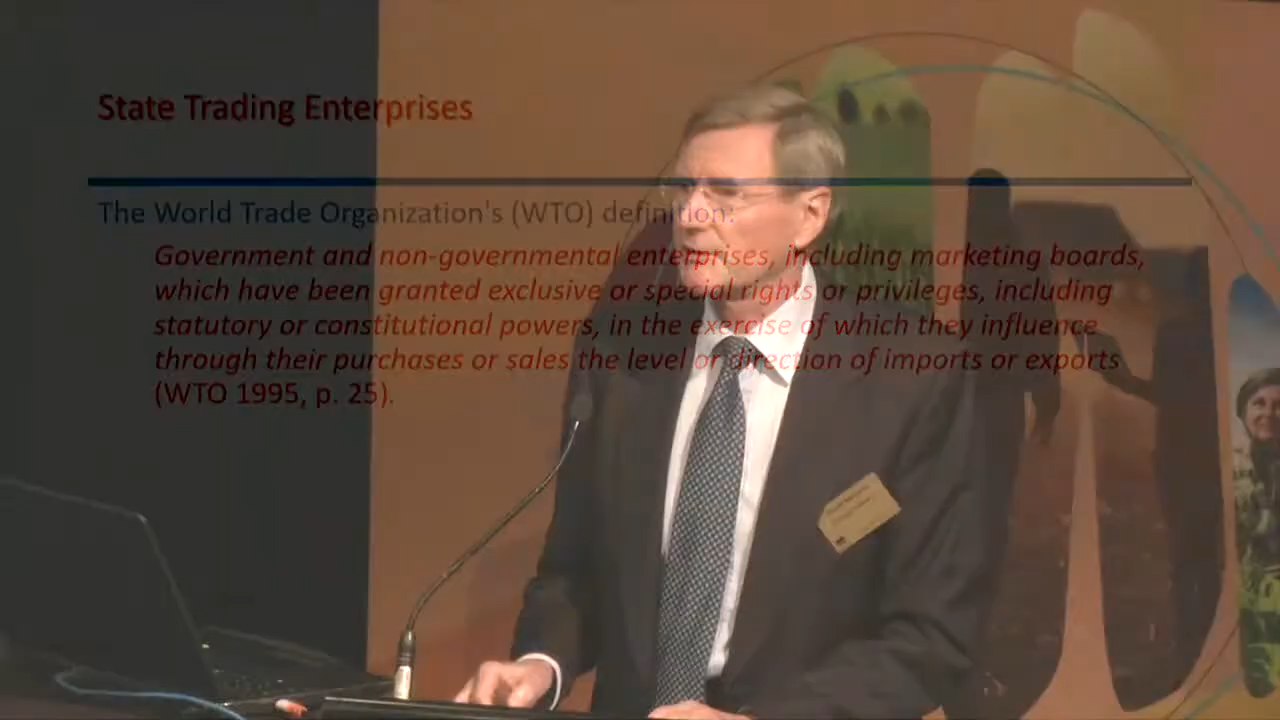 State Trading Enterprises
The World Trade Organization's (WTO) definition:
Government and non-governmental enterprises, including marketing boards,
which have been granted exclusive or special rights or privileges, including
statutory or constitutional powers, in the exercise of which they influence
through their purchases or sales the level or direction of imports or exports
(WTO 1995, p. 25).